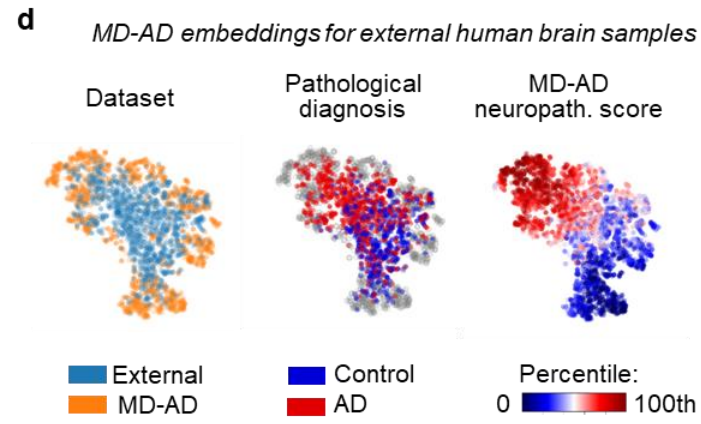 d
MD-AD embeddings for external human brain samples
Dataset
Pathological
diagnosis
MD-AD
neuropath. score
External
MD-AD
Control
AD
Percentile:
0 100th